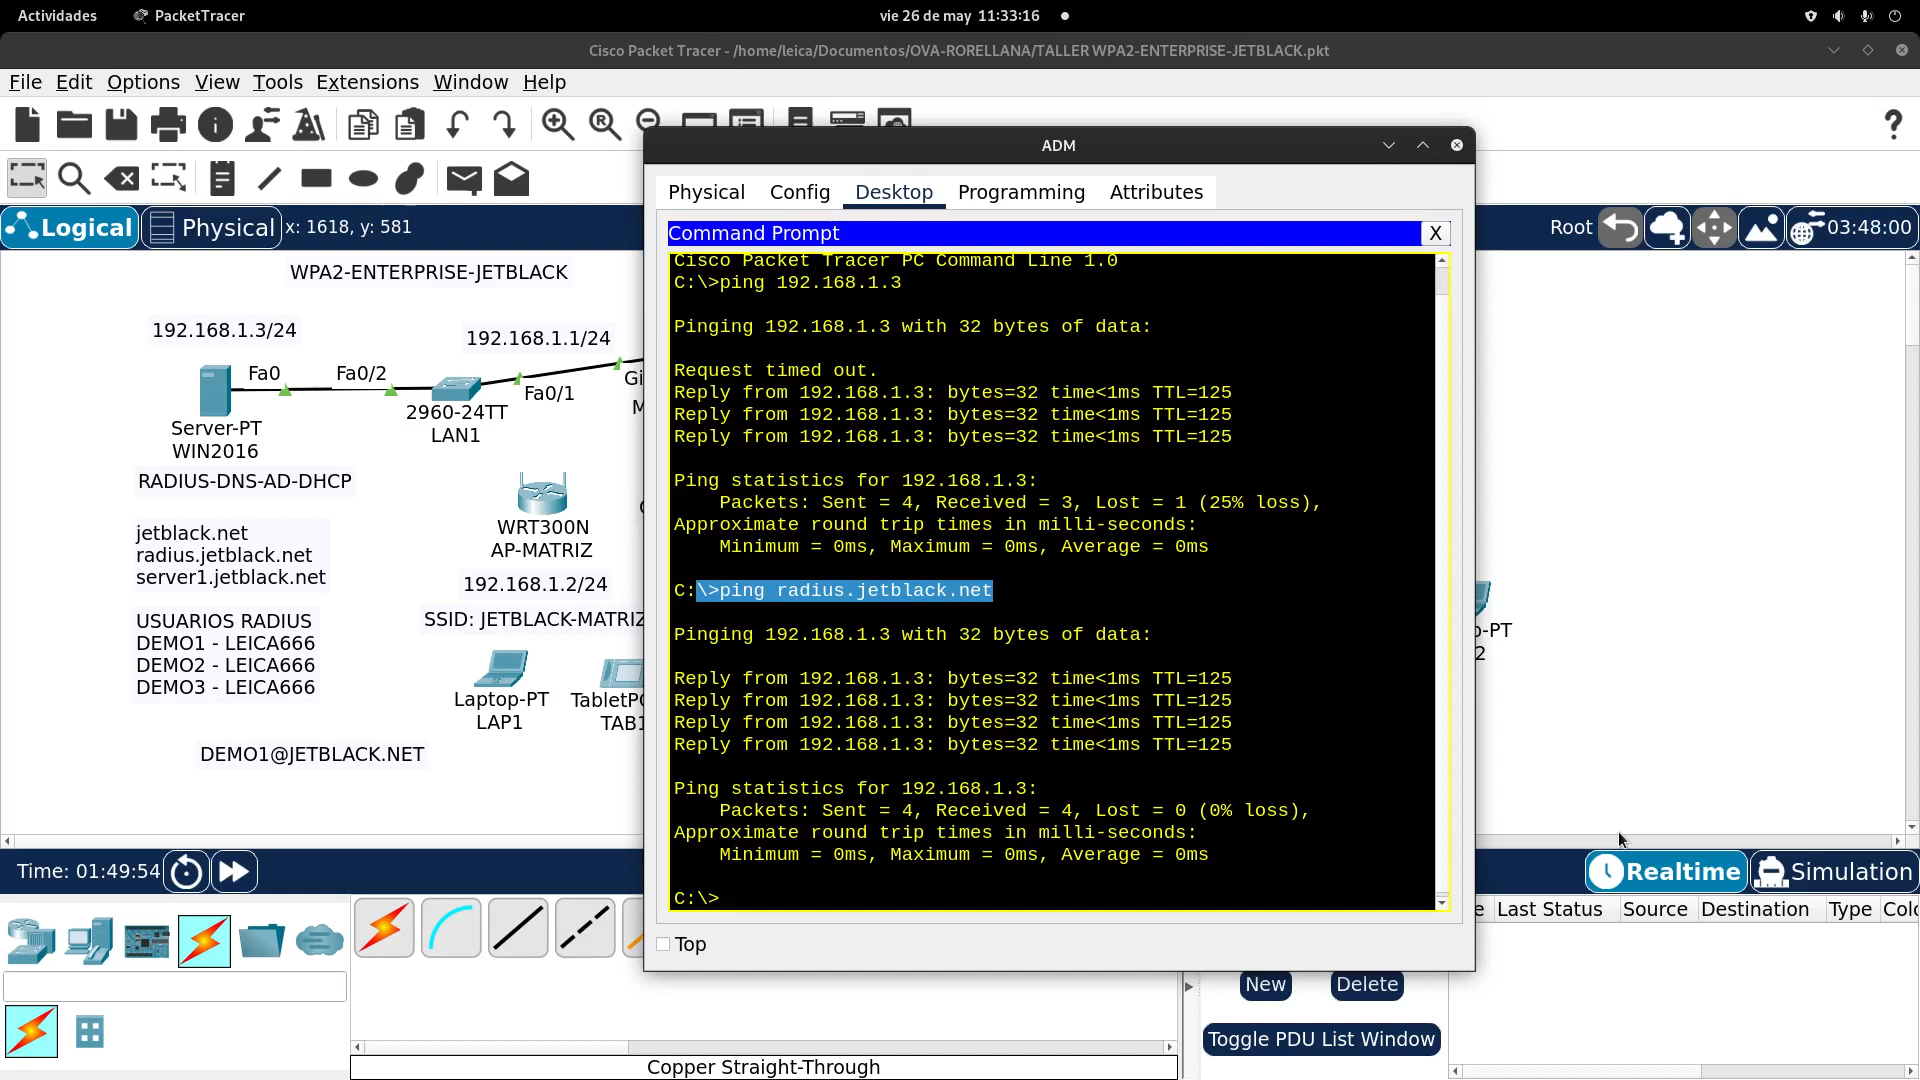 Actividades
PacketTracer
vie 26 de may 11:33:16
Cisco Packet Tracer - /home/leica/Documentos/OVA-RORELLANA/TALLER WPA2-ENTERPRISE-JETBLACK.pkt
File Edit Options View Tools Extensions Window Help
Logical
Physical
x: 1618, y: 581
Root
03:48:00
WPA2-ENTERPRISE-JETBLACK
192.168.1.3/24
192.168.1.1/24
Fa0
Fa0/2
Fa0/1
Gi
2960-24TT
LAN1
Server-PT
WIN2016
RADIUS-DNS-AD-DHCP
jetblack.net
radius.jetblack.net
server1.jetblack.net
WRT300N
AP-MATRIZ
192.168.1.2/24
USUARIOS RADIUS
DEMO1 - LEICA666
DEMO2 - LEICA666
DEMO3 - LEICA666
SSID: JETBLACK-MATRIZ
Laptop-PT
LAP1
TabletPC
TAB1
DEMO1@JETBLACK.NET
ADM
Physical Config Desktop Programming Attributes
Command Prompt
X
Cisco Packet Tracer PC Command Line 1.0
C:\>ping 192.168.1.3
Pinging 192.168.1.3 with 32 bytes of data:
Request timed out.
Reply from 192.168.1.3: bytes=32 time<1ms TTL=125
Reply from 192.168.1.3: bytes=32 time<1ms TTL=125
Reply from 192.168.1.3: bytes=32 time<1ms TTL=125
Ping statistics for 192.168.1.3:
Packets: Sent = 4, Received = 3, Lost = 1 (25% loss),
Approximate round trip times in milli-seconds:
Minimum = 0ms, Maximum = 0ms, Average = 0ms
C:\>ping radius.jetblack.net
Pinging 192.168.1.3 with 32 bytes of data:
Reply from 192.168.1.3: bytes=32 time<1ms TTL=125
Reply from 192.168.1.3: bytes=32 time<1ms TTL=125
Reply from 192.168.1.3: bytes=32 time<1ms TTL=125
Reply from 192.168.1.3: bytes=32 time<1ms TTL=125
Ping statistics for 192.168.1.3:
Packets: Sent = 4, Received = 4, Lost = 0 (0% loss),
Approximate round trip times in milli-seconds:
Minimum = 0ms, Maximum = 0ms, Average = 0ms
C:\>
Top
-PT
2
Time: 01:49:54
Realtime
Simulation
Last Status Source Destination Type Colo
New
Delete
Toggle PDU List Window
Copper Straight-Through